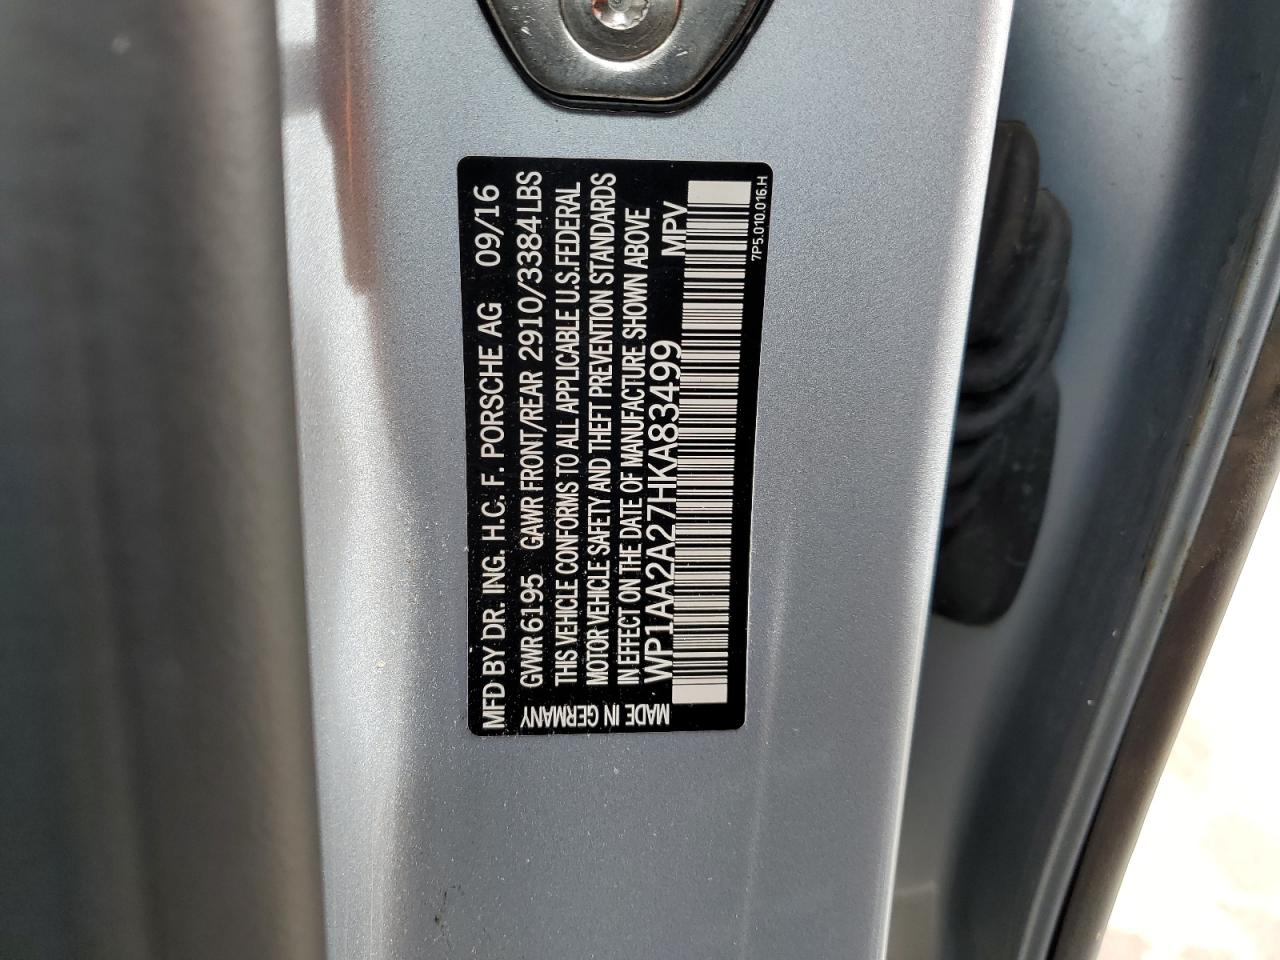 MFD BY DR. ING. H.C. F. PORSCHE AG 09/16
GVWR 6195 GAWR FRONT/REAR 2910/3384 LBS
THIS VEHICLE CONFORMS TO ALL APPLICABLE U.S.FEDERAL
MOTOR VEHICLE SAFETY AND THEFT PREVENTION STANDARDS
IN EFFECT ON THE DATE OF MANUFACTURE SHOWN ABOVE
WP1AA2A27HKA83499 MPV
MADE IN GERMANY
7P5.010.016.H